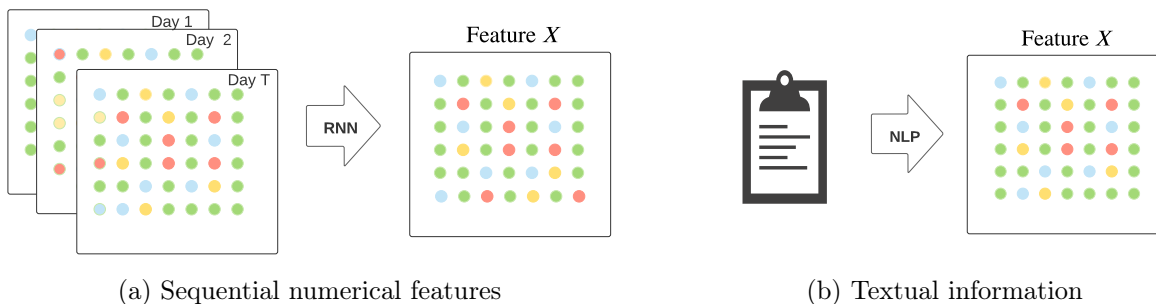 Day 1
Day 2
Day T
RNN
Feature X
NLP
Feature X
(a) Sequential numerical features
(b) Textual information